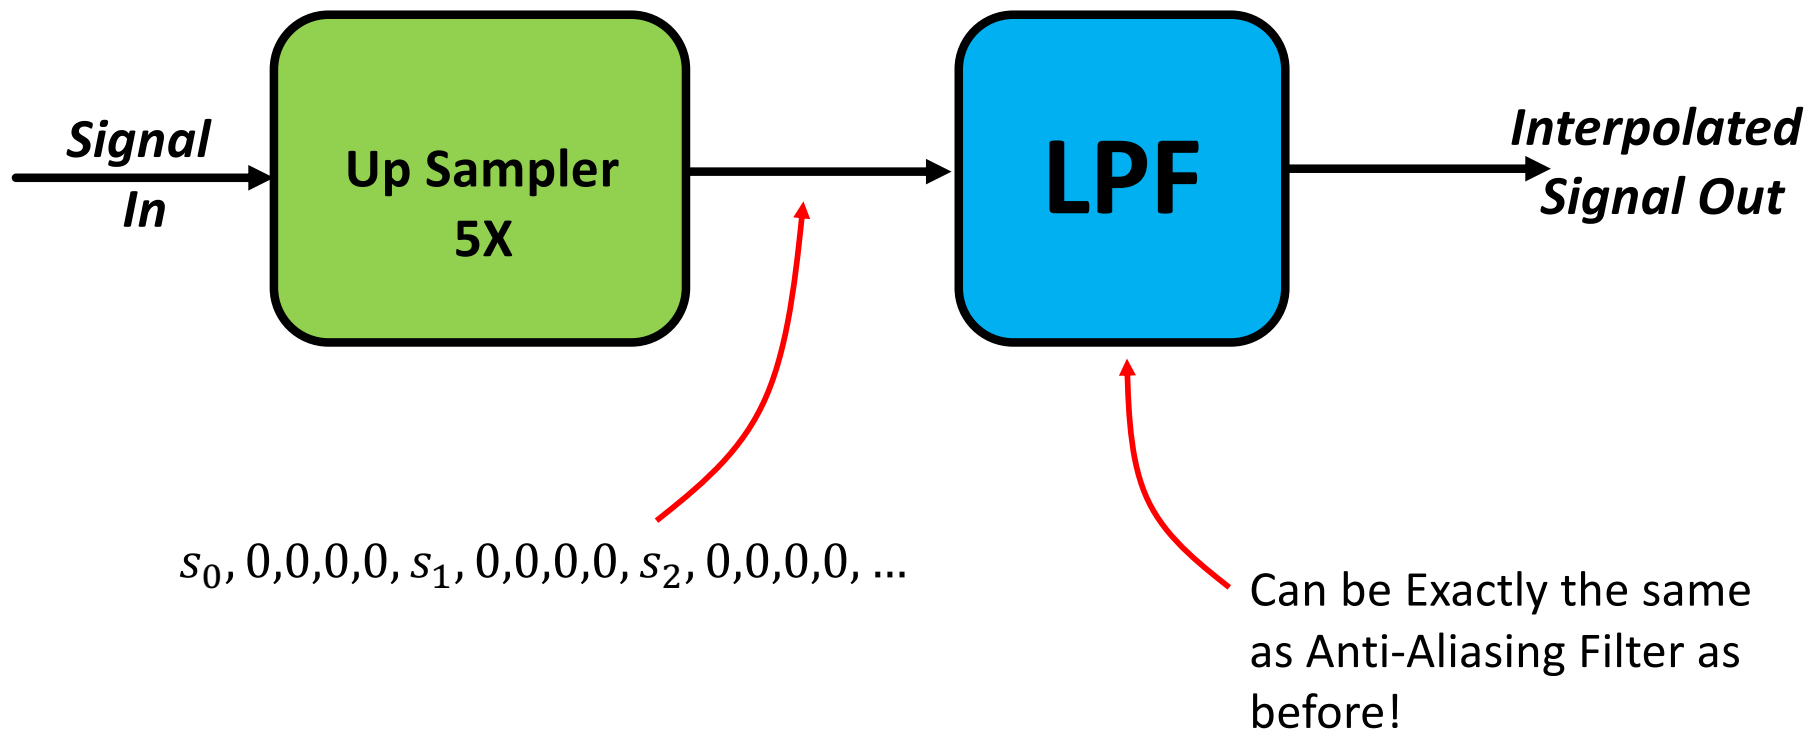 Signal
In
Up Sampler
5X
LPF
Interpolated
Signal Out
s₀, 0,0,0,0, s₁, 0,0,0,0, s₂, 0,0,0,0, …
Can be Exactly the same
as Anti-Aliasing Filter as
before!